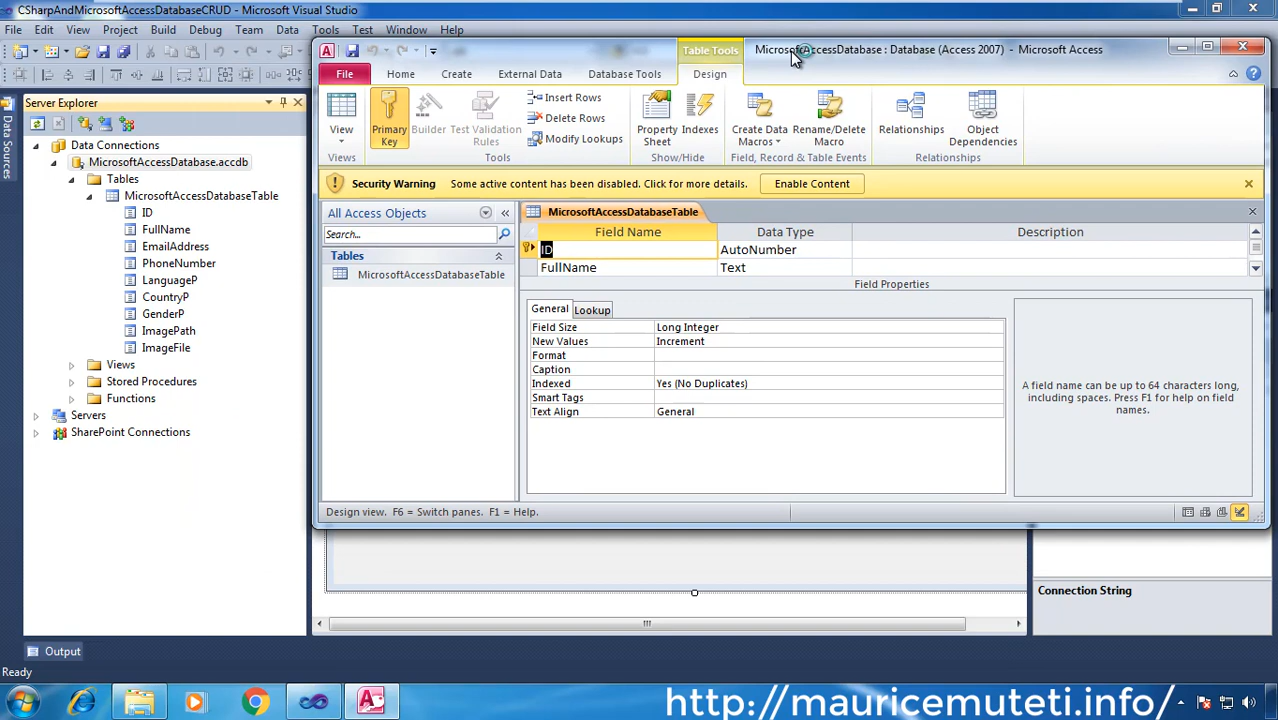 CSharpAndMicrosoftAccessDatabaseCRUD - Microsoft Visual Studio
File Edit View Project Build Debug Team Data Tools Test Window Help
Table Tools
MicrosoftAccessDatabase : Database (Access 2007) - Microsoft Access
File Home Create External Data Database Tools Design
Data Sources
Server Explorer
Data Connections
MicrosoftAccessDatabase.accdb
Tables
MicrosoftAccessDatabaseTable
ID
FullName
EmailAddress
PhoneNumber
LanguageP
CountryP
GenderP
ImagePath
ImageFile
Views
Stored Procedures
Functions
Servers
SharePoint Connections
View
Primary Key
Builder
Test Validation Rules
Insert Rows
Delete Rows
Modify Lookups
Property Sheet
Indexes
Create Data Macros
Rename/Delete Macro
Relationships
Object Dependencies
Views Tools Show/Hide Field, Record & Table Events Relationships
Security Warning Some active content has been disabled. Click for more details. Enable Content
All Access Objects
Search...
Tables
MicrosoftAccessDatabaseTable
MicrosoftAccessDatabaseTable
Field Name Data Type Description
ID AutoNumber
FullName Text
Field Properties
General Lookup
Field Size Long Integer
New Values Increment
Format
Caption
Indexed Yes (No Duplicates)
Smart Tags
Text Align General
A field name can be up to 64 characters long,
including spaces. Press F1 for help on field
names.
Design view. F6 = Switch panes. F1 = Help.
Connection String
Output
Ready
http://mauricemuteti.info/